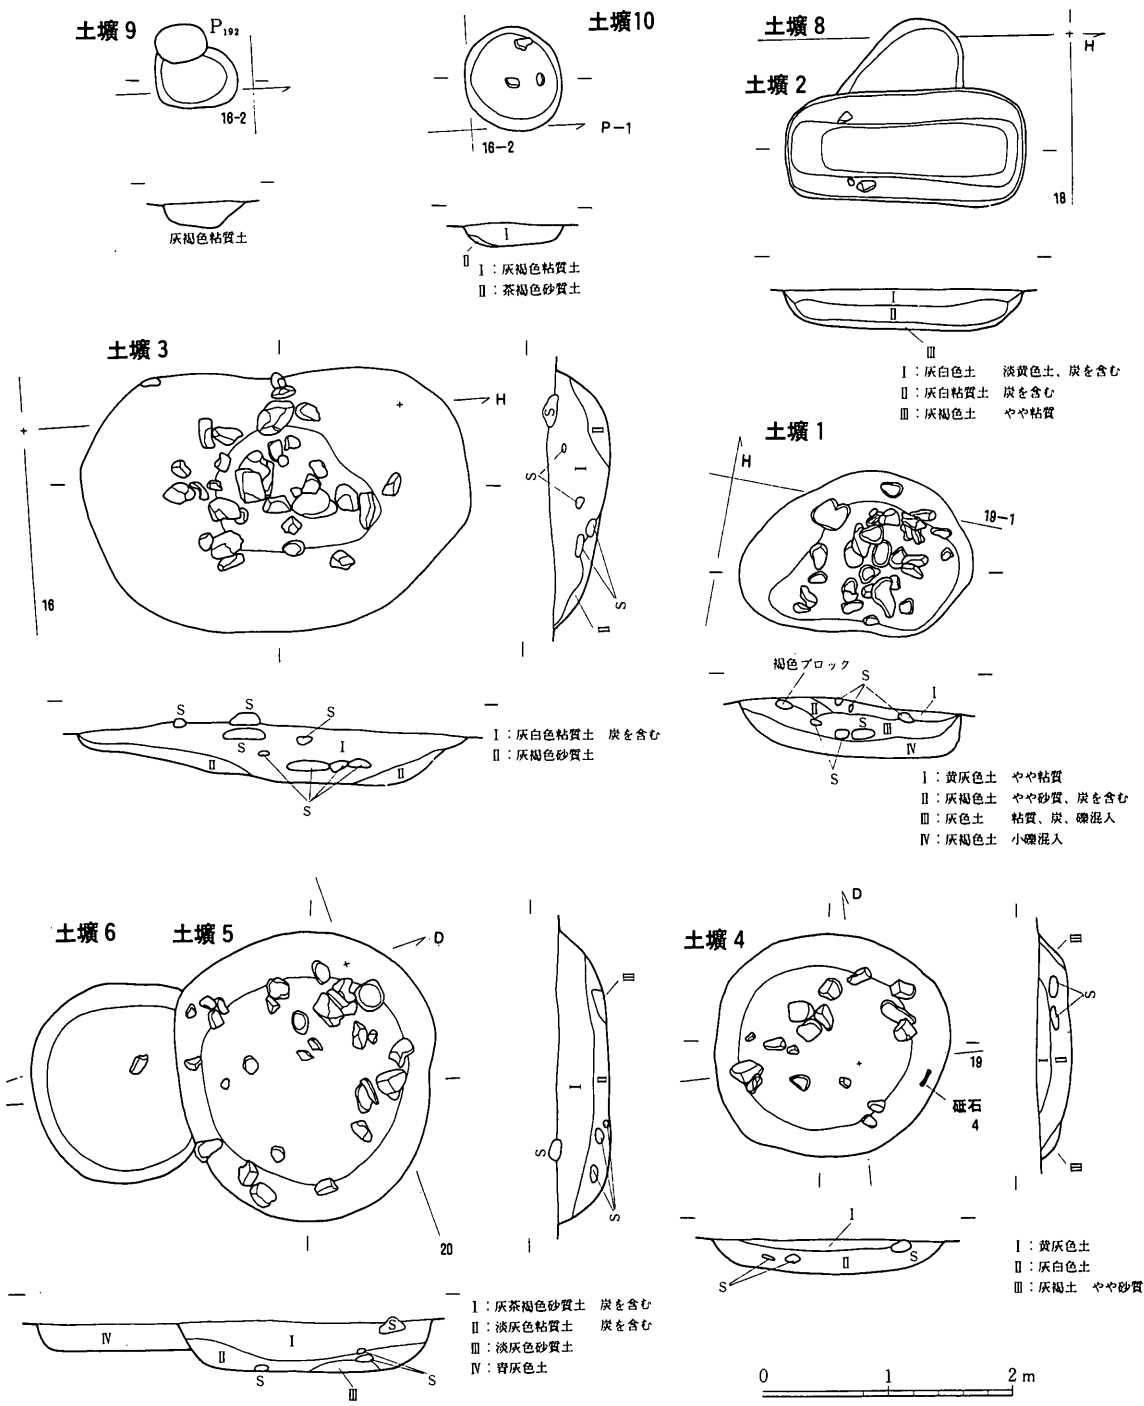 土壙9
P192
16-2
灰褐色粘質土
土壙10
P-1
16-2
I
II
I：灰褐色粘質土
II：茶褐色砂質土
土壙8
H
土壙2
18
I
II
III
I：灰白色土　淡黄色土、炭を含む
II：灰白粘質土　炭を含む
III：灰褐色土　やや粘質
土壙3
H
16
S
II
I
S
S
II
S
S
S
S
I
II
II
S
I：灰白色粘質土　炭を含む
II：灰褐色砂質土
土壙1
H
19-1
褐色ブロック
S
I
II
S
III
IV
S
I：黄灰色土　やや粘質
II：灰褐色土　やや砂質、炭を含む
III：灰色土　粘質、炭、礫混入
IV：灰褐色土　小礫混入
土壙6
土壙5
D
20
III
I
II
S
S
IV
I
S
II
S
III
S
I：灰茶褐色砂質土　炭を含む
II：淡灰色粘質土　炭を含む
III：淡灰色砂質土
IV：青灰色土
土壙4
D
19
砥石
4
III
S
I
II
III
I
II
S
S
I：黄灰色土
II：灰白色土
III：灰褐土　やや砂質
0 1 2m